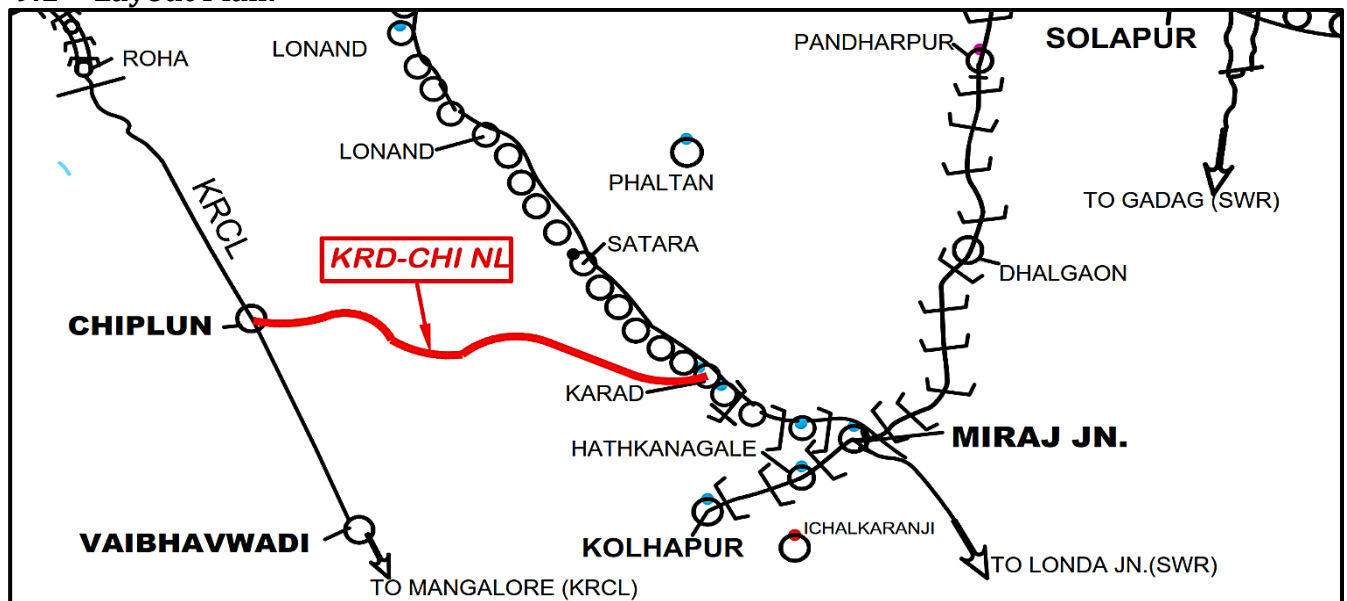 LONAND
PANDHARPUR
SOLAPUR
ROHA
LONAND
PHALTAN
KRCL
TO GADAG (SWR)
KRD-CHI NL
SATARA
DHALGAON
CHIPLUN
KARAD
HATHKANAGALE
MIRAJ JN.
VAIBHAVWADI
KOLHAPUR
ICHALKARANJI
TO LONDA JN.(SWR)
TO MANGALORE (KRCL)